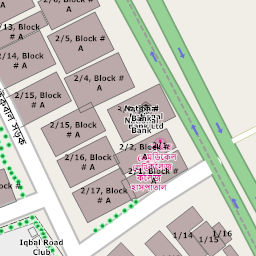 2/13, Block #
A
2/5, Block #
A
2/14, Block #
A
2/4, Block #
A
2/15, Block #
A
Bank
2/15, Block #
A
Bank
2/2, Block #
A
2/16, Block #
A
2/1, Block #
A
হাসপাতাল
2/17, Block #
A
Block #
A
Iqbal Road
Club
1/14
1/15
1/16